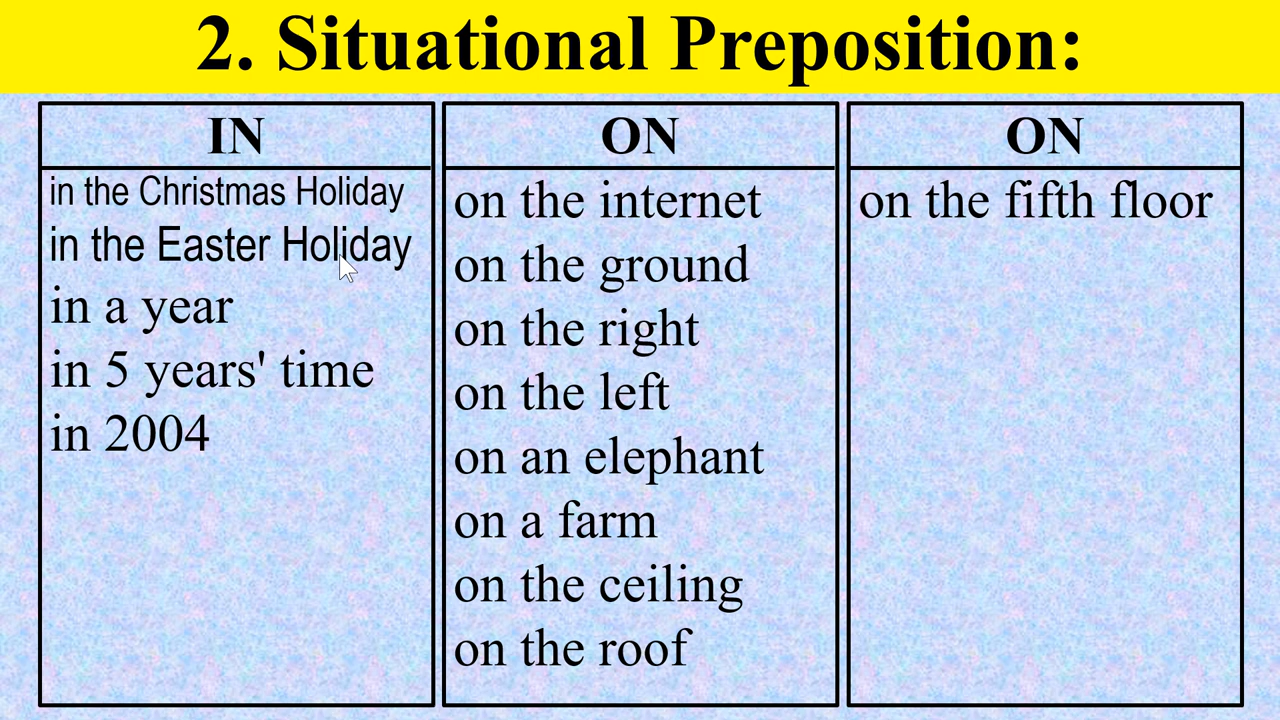 2. Situational Preposition:
IN
in the Christmas Holiday
in the Easter Holiday
in a year
in 5 years' time
in 2004
ON
on the internet
on the ground
on the right
on the left
on an elephant
on a farm
on the ceiling
on the roof
ON
on the fifth floor